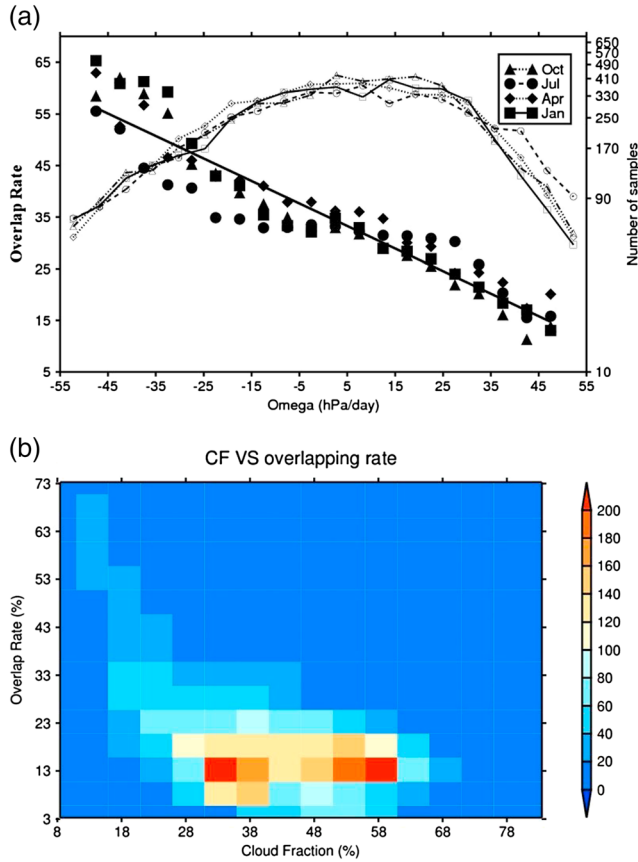 (a)
65
55
45
35
25
15
5
Overlap Rate
-55 -45 -35 -25 -15 -5 5 15 25 35 45 55
Omega (hPa/day)
650
570
490
410
330
250
170
90
10
Number of samples
Oct
Jul
Apr
Jan
(b)
CF VS overlapping rate
73
63
53
43
33
23
13
3
Overlap Rate (%)
8 18 28 38 48 58 68 78
Cloud Fraction (%)
200
180
160
140
120
100
80
60
40
20
0